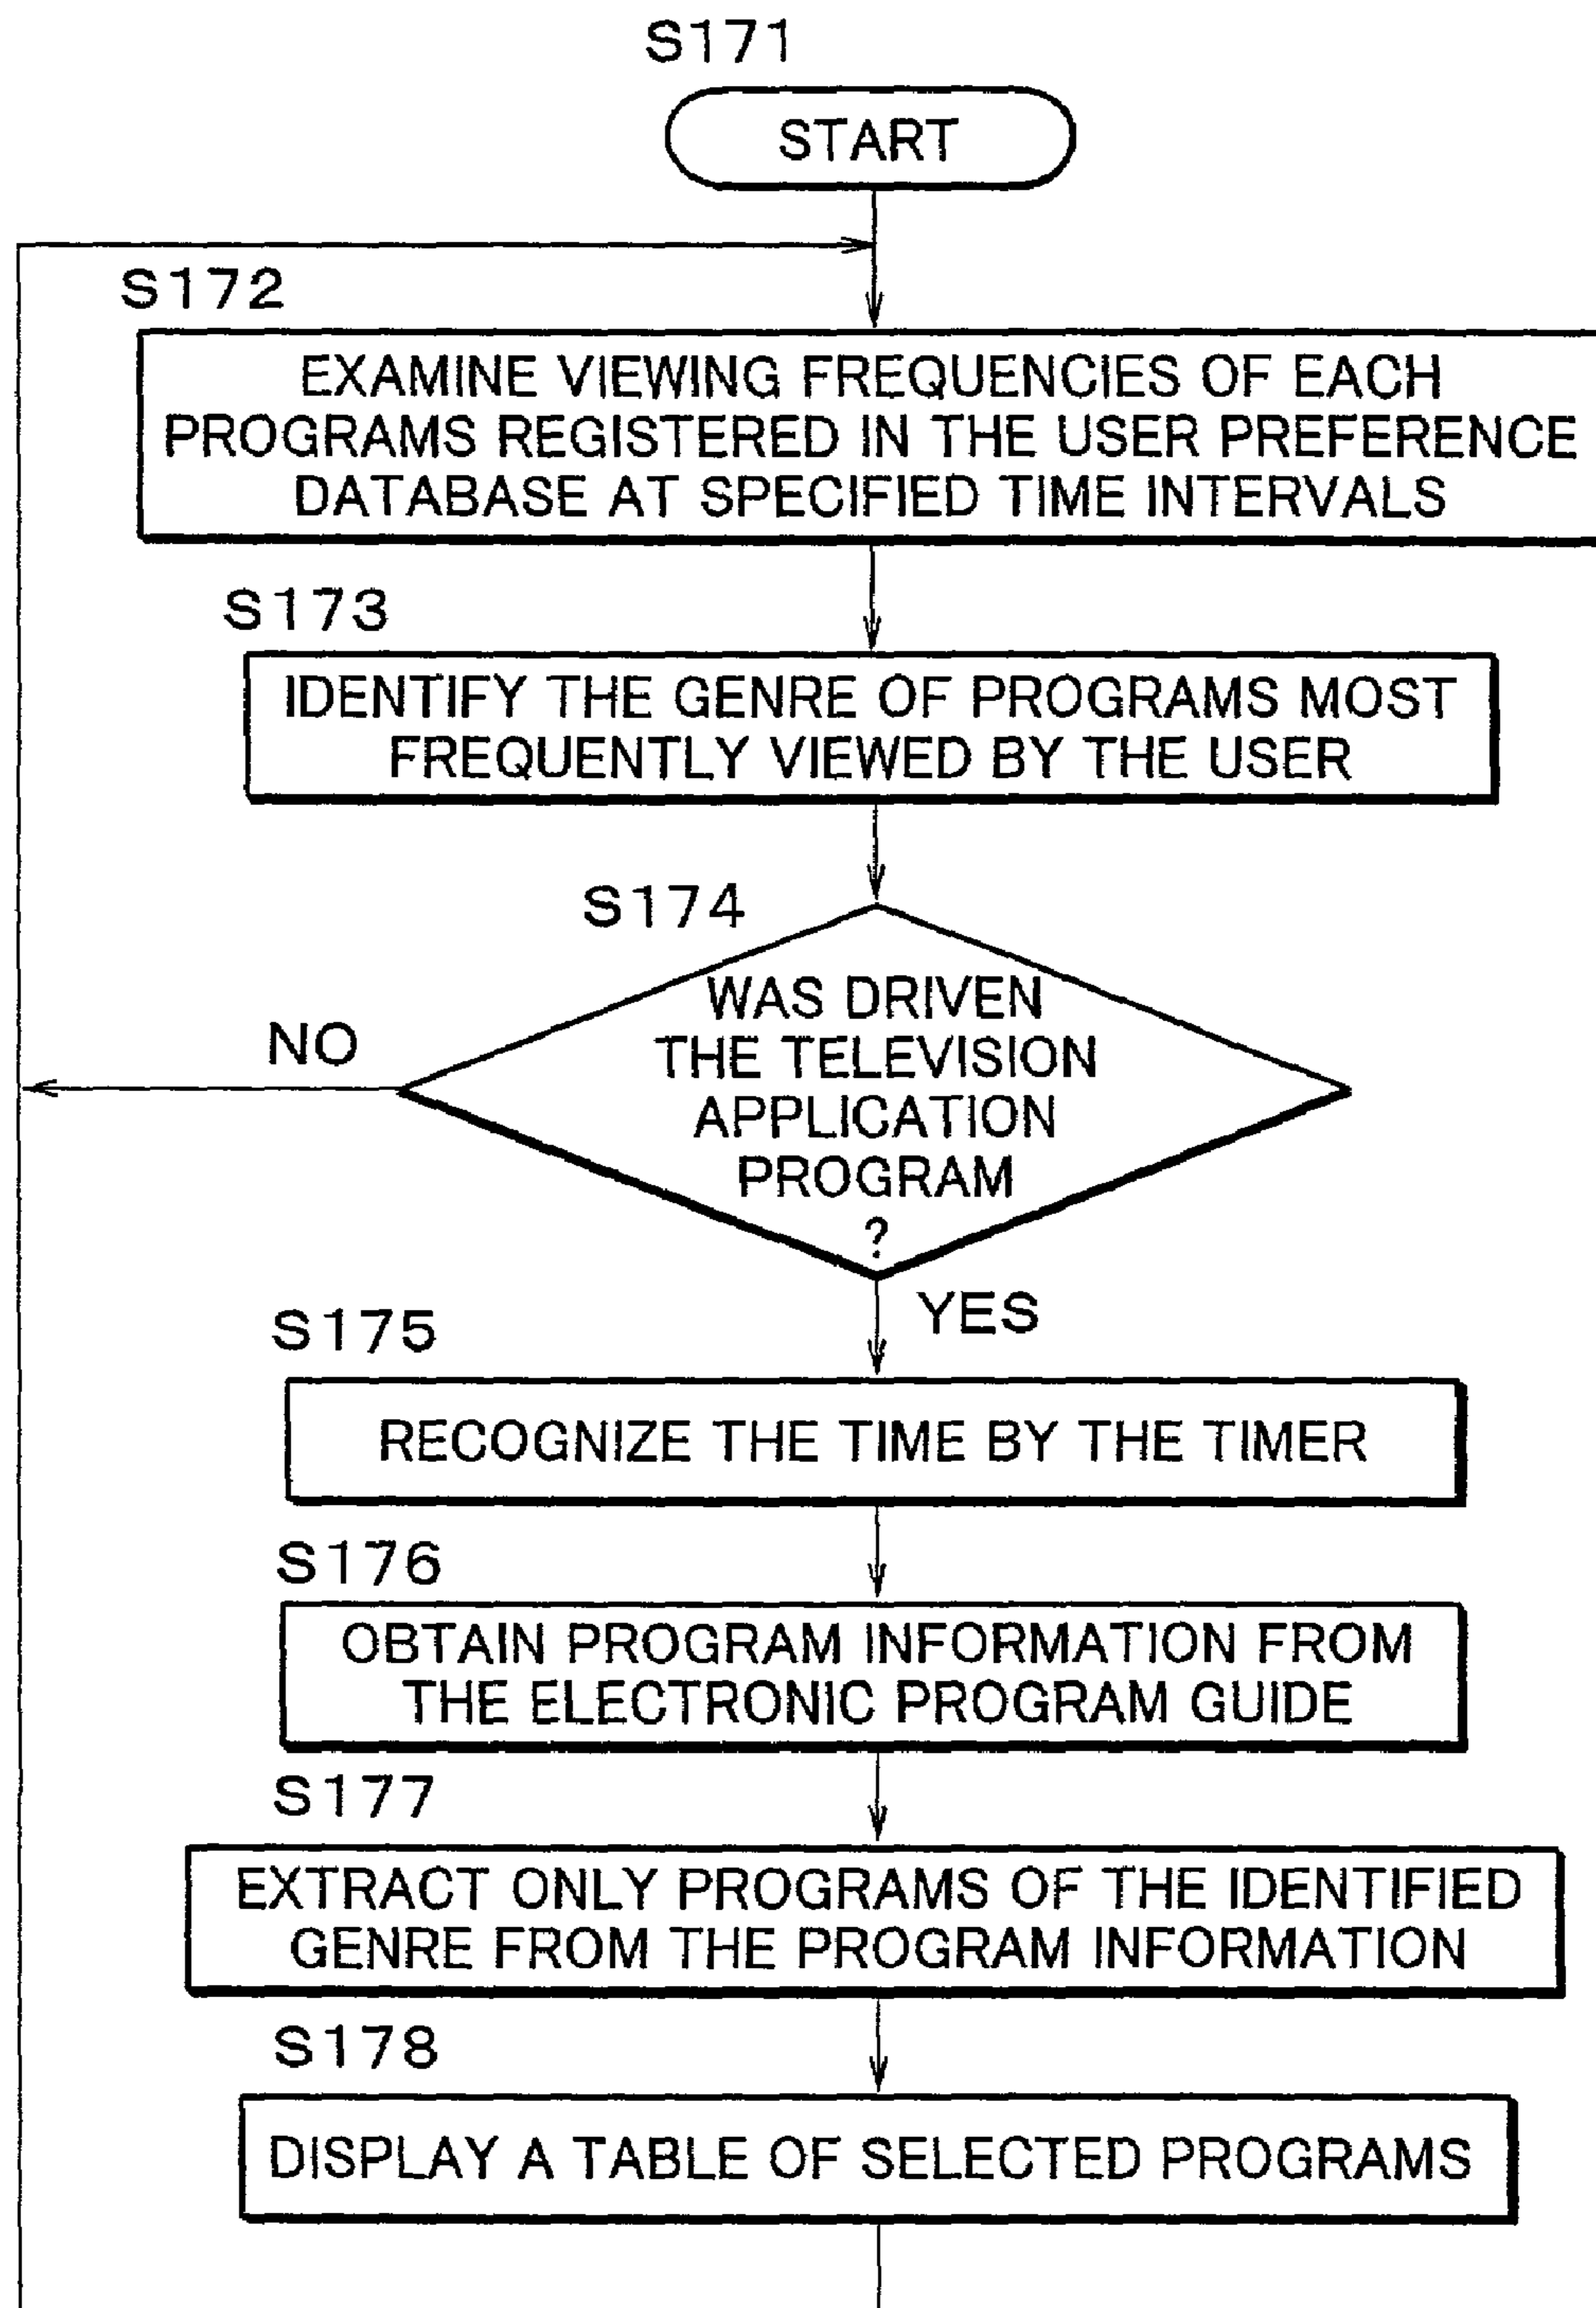 S171
START
S172
EXAMINE VIEWING FREQUENCIES OF EACH
PROGRAMS REGISTERED IN THE USER PREFERENCE
DATABASE AT SPECIFIED TIME INTERVALS
S173
IDENTIFY THE GENRE OF PROGRAMS MOST
FREQUENTLY VIEWED BY THE USER
S174
WAS DRIVEN
THE TELEVISION
APPLICATION
PROGRAM
?
NO
YES
S175
RECOGNIZE THE TIME BY THE TIMER
S176
OBTAIN PROGRAM INFORMATION FROM
THE ELECTRONIC PROGRAM GUIDE
S177
EXTRACT ONLY PROGRAMS OF THE IDENTIFIED
GENRE FROM THE PROGRAM INFORMATION
S178
DISPLAY A TABLE OF SELECTED PROGRAMS